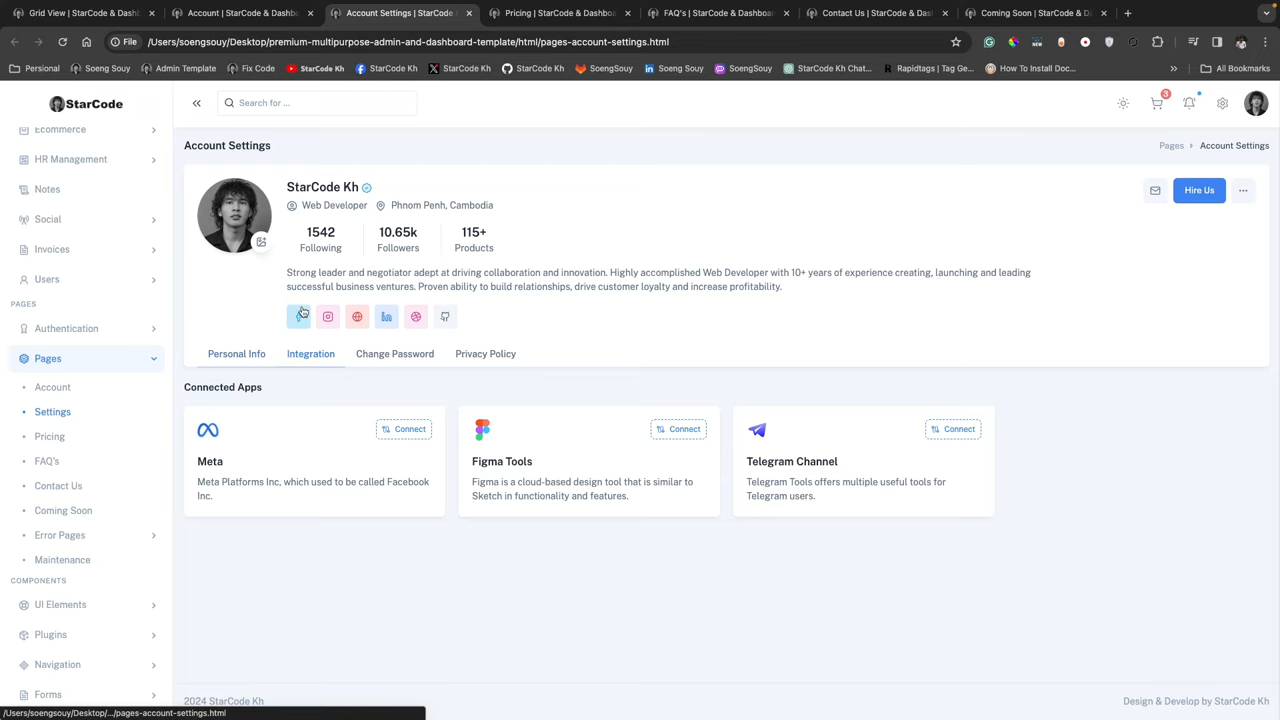 Grid View | StarCode & Dashb
Account | StarCode & Dashb
Account Settings | StarCode
Pricing | StarCode & Dashboa
FAQ's | StarCode & Dashboa
Contact Us | StarCode & Das
Coming Soon | StarCode & D
File
/Users/soengsouy/Desktop/premium-multipurpose-admin-and-dashboard-template/html/pages-account-settings.html
Personal
Soeng Souy
Admin Template
Fix Code
StarCode Kh
StarCode Kh
StarCode Kh
StarCode Kh
SoengSouy
Soeng Souy
SoengSouy
StarCode Kh Chat...
Rapidtags | Tag Ge...
How To Install Doc...
All Bookmarks
StarCode
Search for ...
3
Ecommerce
HR Management
Notes
Social
Invoices
Users
PAGES
Authentication
Pages
Account
Settings
Pricing
FAQ's
Contact Us
Coming Soon
Error Pages
Maintenance
COMPONENTS
UI Elements
Plugins
Navigation
Forms
Account Settings
Pages > Account Settings
StarCode Kh
Web Developer
Phnom Penh, Cambodia
1542
Following
10.65k
Followers
115+
Products
Hire Us
Strong leader and negotiator adept at driving collaboration and innovation. Highly accomplished Web Developer with 10+ years of experience creating, launching and leading
successful business ventures. Proven ability to build relationships, drive customer loyalty and increase profitability.
Personal Info
Integration
Change Password
Privacy Policy
Connected Apps
Connect
Meta
Meta Platforms Inc, which used to be called Facebook
Inc.
Connect
Figma Tools
Figma is a cloud-based design tool that is similar to
Sketch in functionality and features.
Connect
Telegram Channel
Telegram Tools offers multiple useful tools for
Telegram users.
2024 StarCode Kh
Design & Develop by StarCode Kh
/Users/soengsouy/Desktop/.../pages-account-settings.html